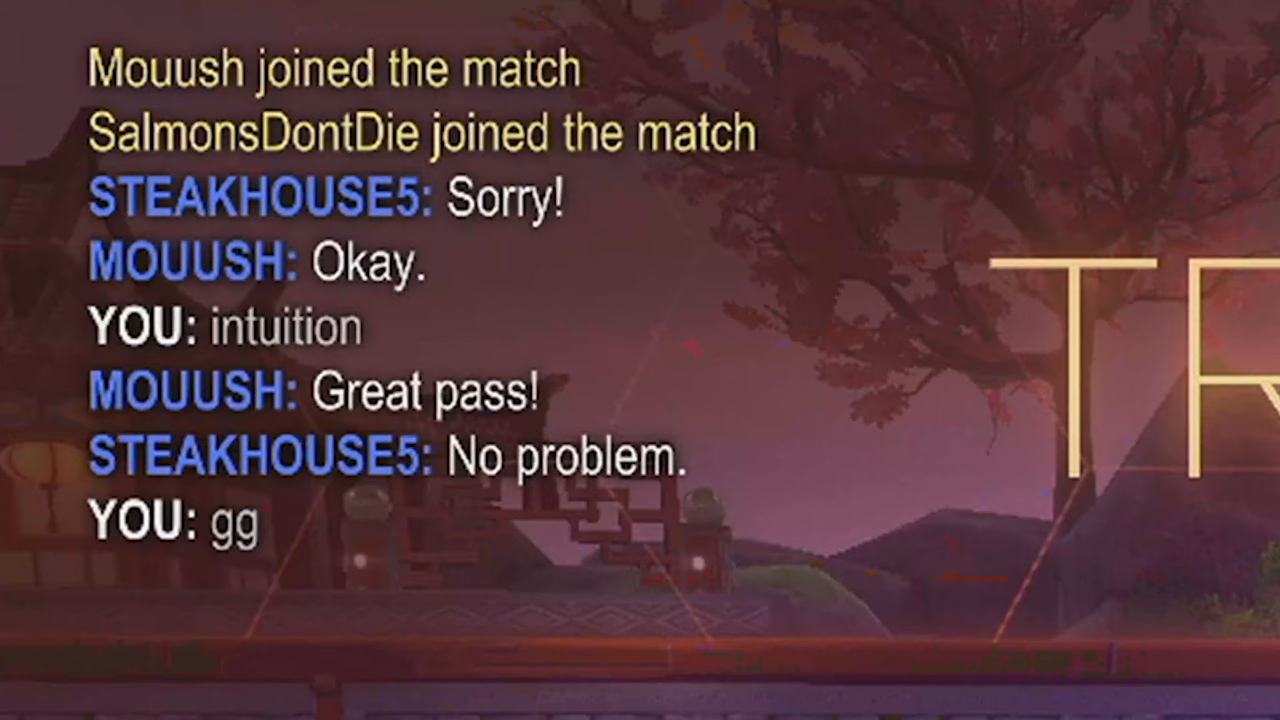 Mouush joined the match
SalmonsDontDie joined the match
STEAKHOUSE5: Sorry!
MOUUSH: Okay.
YOU: intuition
MOUUSH: Great pass!
STEAKHOUSE5: No problem.
YOU: gg
TR